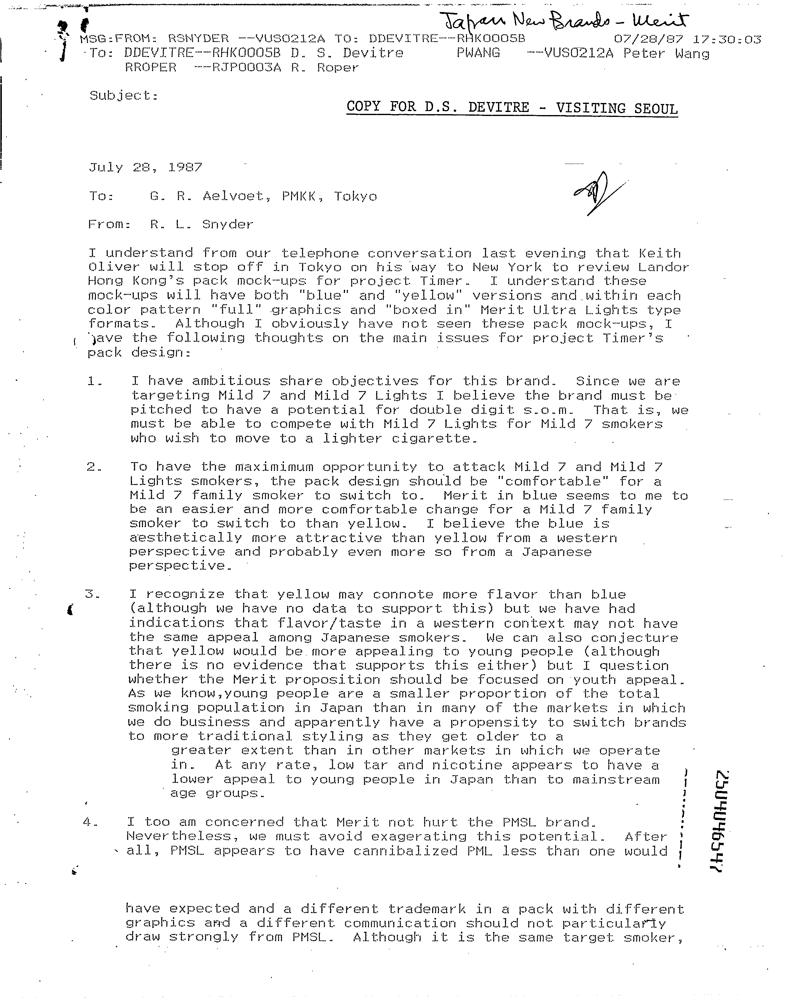 Japan New Brands - Merit
MSG:FROM: RSNYDER --VUS0212A TO: DDEVITRE--RHK0005B 07/28/87 17:30:03
To: DDEVITRE--RHK0005B D. S. Devitre PWANG --VUS0212A Peter Wang
RROPER --RJP0003A R. Roper
Subject:
COPY FOR D.S. DEVITRE - VISITING SEOUL
July 28, 1987
To: G. R. Aelvoet, PMKK, Tokyo
From: R. L. Snyder
I understand from our telephone conversation last evening that Keith
Oliver will stop off in Tokyo on his way to New York to review Landor
Hong Kong's pack mock-ups for project Timer. I understand these
mock-ups will have both "blue" and "yellow" versions and within each
color pattern "full" graphics and "boxed in" Merit Ultra Lights type
formats. Although I obviously have not seen these pack mock-ups, I
have the following thoughts on the main issues for project Timer's
pack design:
1. I have ambitious share objectives for this brand. Since we are
targeting Mild 7 and Mild 7 Lights I believe the brand must be
pitched to have a potential for double digit s.o.m. That is, we
must be able to compete with Mild 7 Lights for Mild 7 smokers
who wish to move to a lighter cigarette.
2. To have the maximimum opportunity to attack Mild 7 and Mild 7
Lights smokers, the pack design should be "comfortable" for a
Mild 7 family smoker to switch to. Merit in blue seems to me to
be an easier and more comfortable change for a Mild 7 family
smoker to switch to than yellow. I believe the blue is
aesthetically more attractive than yellow from a western
perspective and probably even more so from a Japanese
perspective.
3. I recognize that yellow may connote more flavor than blue
(although we have no data to support this) but we have had
indications that flavor/taste in a western context may not have
the same appeal among Japanese smokers. We can also conjecture
that yellow would be more appealing to young people (although
there is no evidence that supports this either) but I question
whether the Merit proposition should be focused on youth appeal.
As we know,young people are a smaller proportion of the total
smoking population in Japan than in many of the markets in which
we do business and apparently have a propensity to switch brands
to more traditional styling as they get older to a
greater extent than in other markets in which we operate
in. At any rate, low tar and nicotine appears to have a
lower appeal to young people in Japan than to mainstream
age groups.
4. I too am concerned that Merit not hurt the PMSL brand.
Nevertheless, we must avoid exagerating this potential. After
all, PMSL appears to have cannibalized PML less than one would
have expected and a different trademark in a pack with different
graphics and a different communication should not particularly
draw strongly from PMSL. Although it is the same target smoker,
2504046547